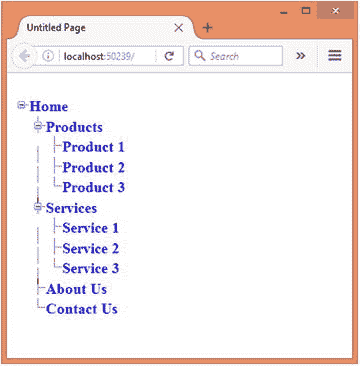 Untitled Page
localhost:50239/
Search
Home
Products
Product 1
Product 2
Product 3
Services
Service 1
Service 2
Service 3
About Us
Contact Us